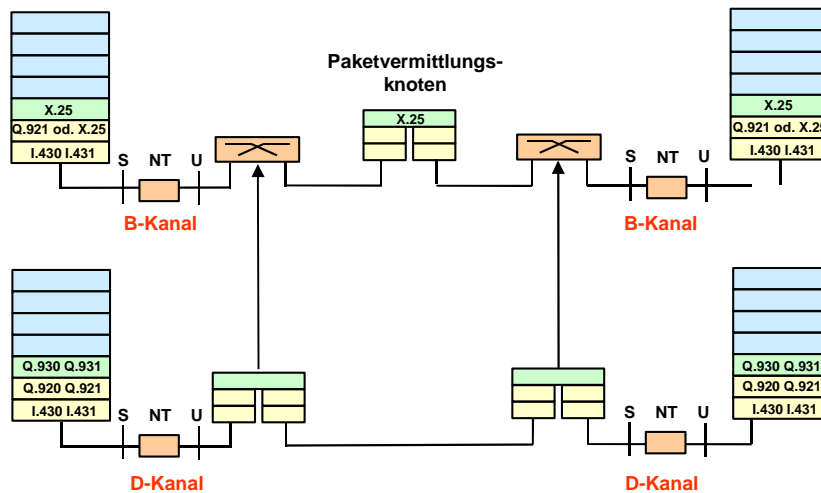 Paketvermittlungs-
knoten
X.25
Q.921 od. X.25
I.430 I.431
S NT U
B-Kanal
X.25
X.25
Q.921 od. X.25
I.430 I.431
S NT U
B-Kanal
Q.930 Q.931
Q.920 Q.921
I.430 I.431
S NT U
D-Kanal
Q.930 Q.931
Q.920 Q.921
I.430 I.431
S NT U
D-Kanal